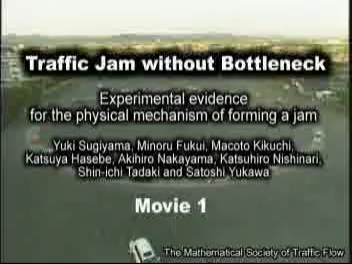 Traffic Jam without Bottleneck
Experimental evidence
for the physical mechanism of forming a jam
Yuki Sugiyama, Minoru Fukui, Macoto Kikuchi,
Katsuya Hasebe, Akihiro Nakayama, Katsuhiro Nishinari,
Shin-ichi Tadaki and Satoshi Yukawa
Movie 1
The Mathematical Society of Traffic Flow